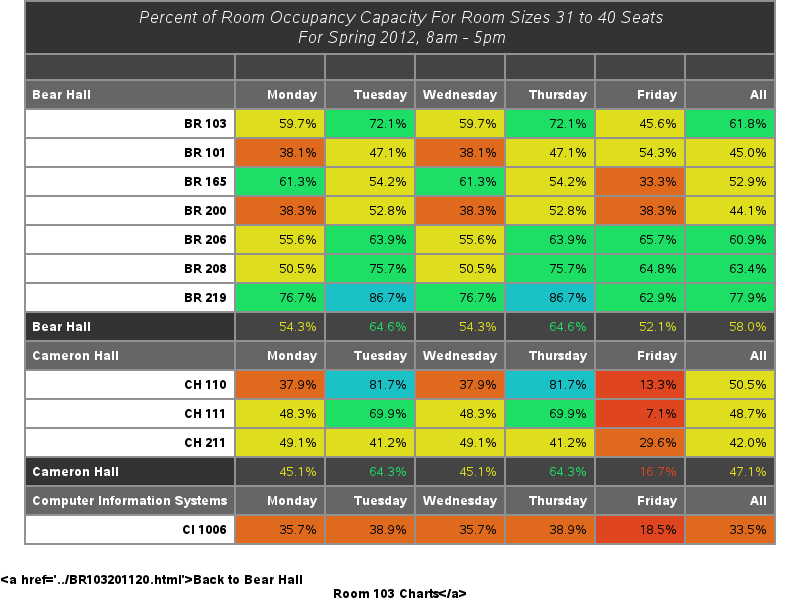 Percent of Room Occupancy Capacity For Room Sizes 31 to 40 Seats
For Spring 2012, 8am - 5pm
Bear Hall Monday Tuesday Wednesday Thursday Friday All
BR 103 59.7% 72.1% 59.7% 72.1% 45.6% 61.8%
BR 101 38.1% 47.1% 38.1% 47.1% 54.3% 45.0%
BR 165 61.3% 54.2% 61.3% 54.2% 33.3% 52.9%
BR 200 38.3% 52.8% 38.3% 52.8% 38.3% 44.1%
BR 206 55.6% 63.9% 55.6% 63.9% 65.7% 60.9%
BR 208 50.5% 75.7% 50.5% 75.7% 64.8% 63.4%
BR 219 76.7% 86.7% 76.7% 86.7% 62.9% 77.9%
Bear Hall 54.3% 64.6% 54.3% 64.6% 52.1% 58.0%
Cameron Hall Monday Tuesday Wednesday Thursday Friday All
CH 110 37.9% 81.7% 37.9% 81.7% 13.3% 50.5%
CH 111 48.3% 69.9% 48.3% 69.9% 7.1% 48.7%
CH 211 49.1% 41.2% 49.1% 41.2% 29.6% 42.0%
Cameron Hall 45.1% 64.3% 45.1% 64.3% 16.7% 47.1%
Computer Information Systems Monday Tuesday Wednesday Thursday Friday All
CI 1006 35.7% 38.9% 35.7% 38.9% 18.5% 33.5%
<a href='../BR103201120.html'>Back to Bear Hall
Room 103 Charts</a>